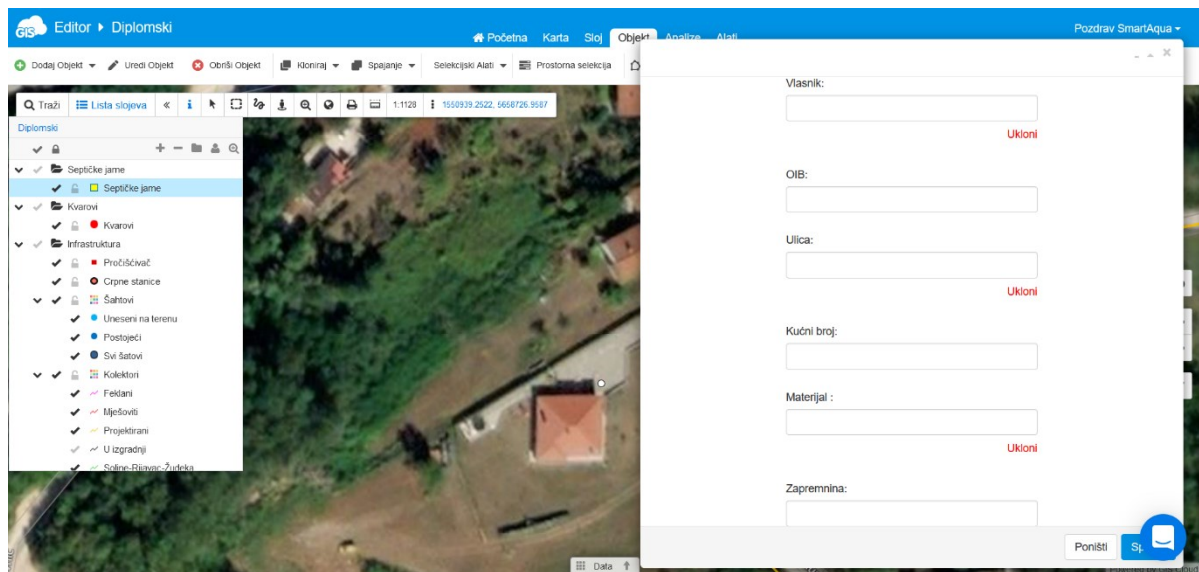 GIS Editor Diplomski
Početna Karta Sloj Objekt Analize Alati
Pozdrav SmartAqua
Dodaj Objekt Uredi Objekt Obriši Objekt Kloniraj Spajanje Selekcijski Alati Prostorna selekcija
Traži Lista slojeva « 1:1128 1550939.2522, 5658726.9587
Diplomski
Septičke jame
Septičke jame
Kvarovi
Kvarovi
Infrastruktura
Pročišćivač
Crpne stanice
Šahtovi
Uneseni na terenu
Postojeći
Svi šatovi
Kolektori
Feklani
Mješoviti
Projektirani
U izgradnji
Soline-Rijavac-Žudeka
Vlasnik:
Ukloni
OIB:
Ulica:
Ukloni
Kućni broj:
Materijal :
Ukloni
Zapremnina:
Poništi
Data